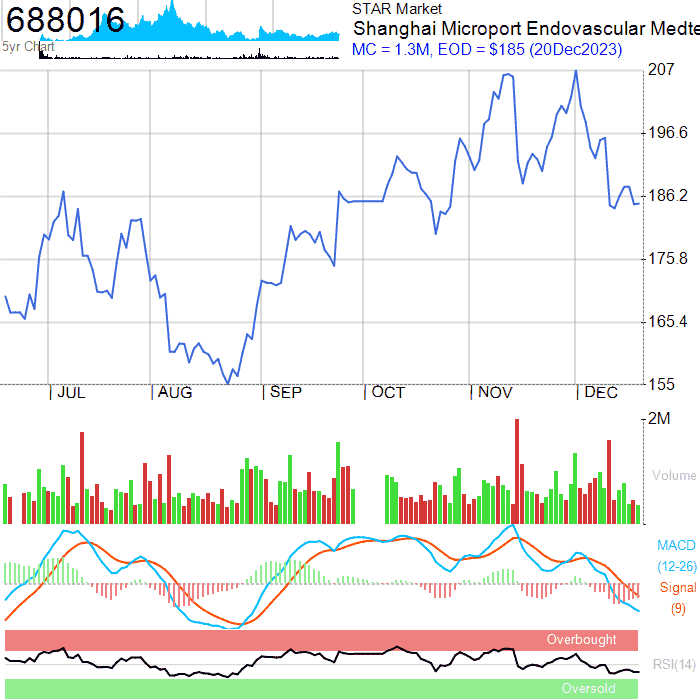 688016
STAR Market
Shanghai Microport Endovascular Medte
MC = 1.3M, EOD = $185 (20Dec2023)
5yr Chart
207
196.6
186.2
175.8
165.4
155
JUL AUG SEP OCT NOV DEC
2M
Volume
MACD
(12-26)
Signal
(9)
Overbought
RSI(14)
Oversold